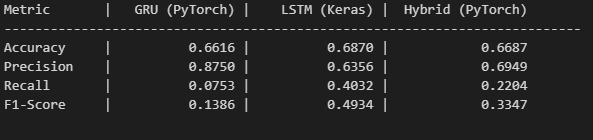 Metric | GRU (PyTorch) | LSTM (Keras) | Hybrid (PyTorch)
--------------------------------------------------------------------------
Accuracy | 0.6616 | 0.6870 | 0.6687
Precision | 0.8750 | 0.6356 | 0.6949
Recall | 0.0753 | 0.4032 | 0.2204
F1-Score | 0.1386 | 0.4934 | 0.3347